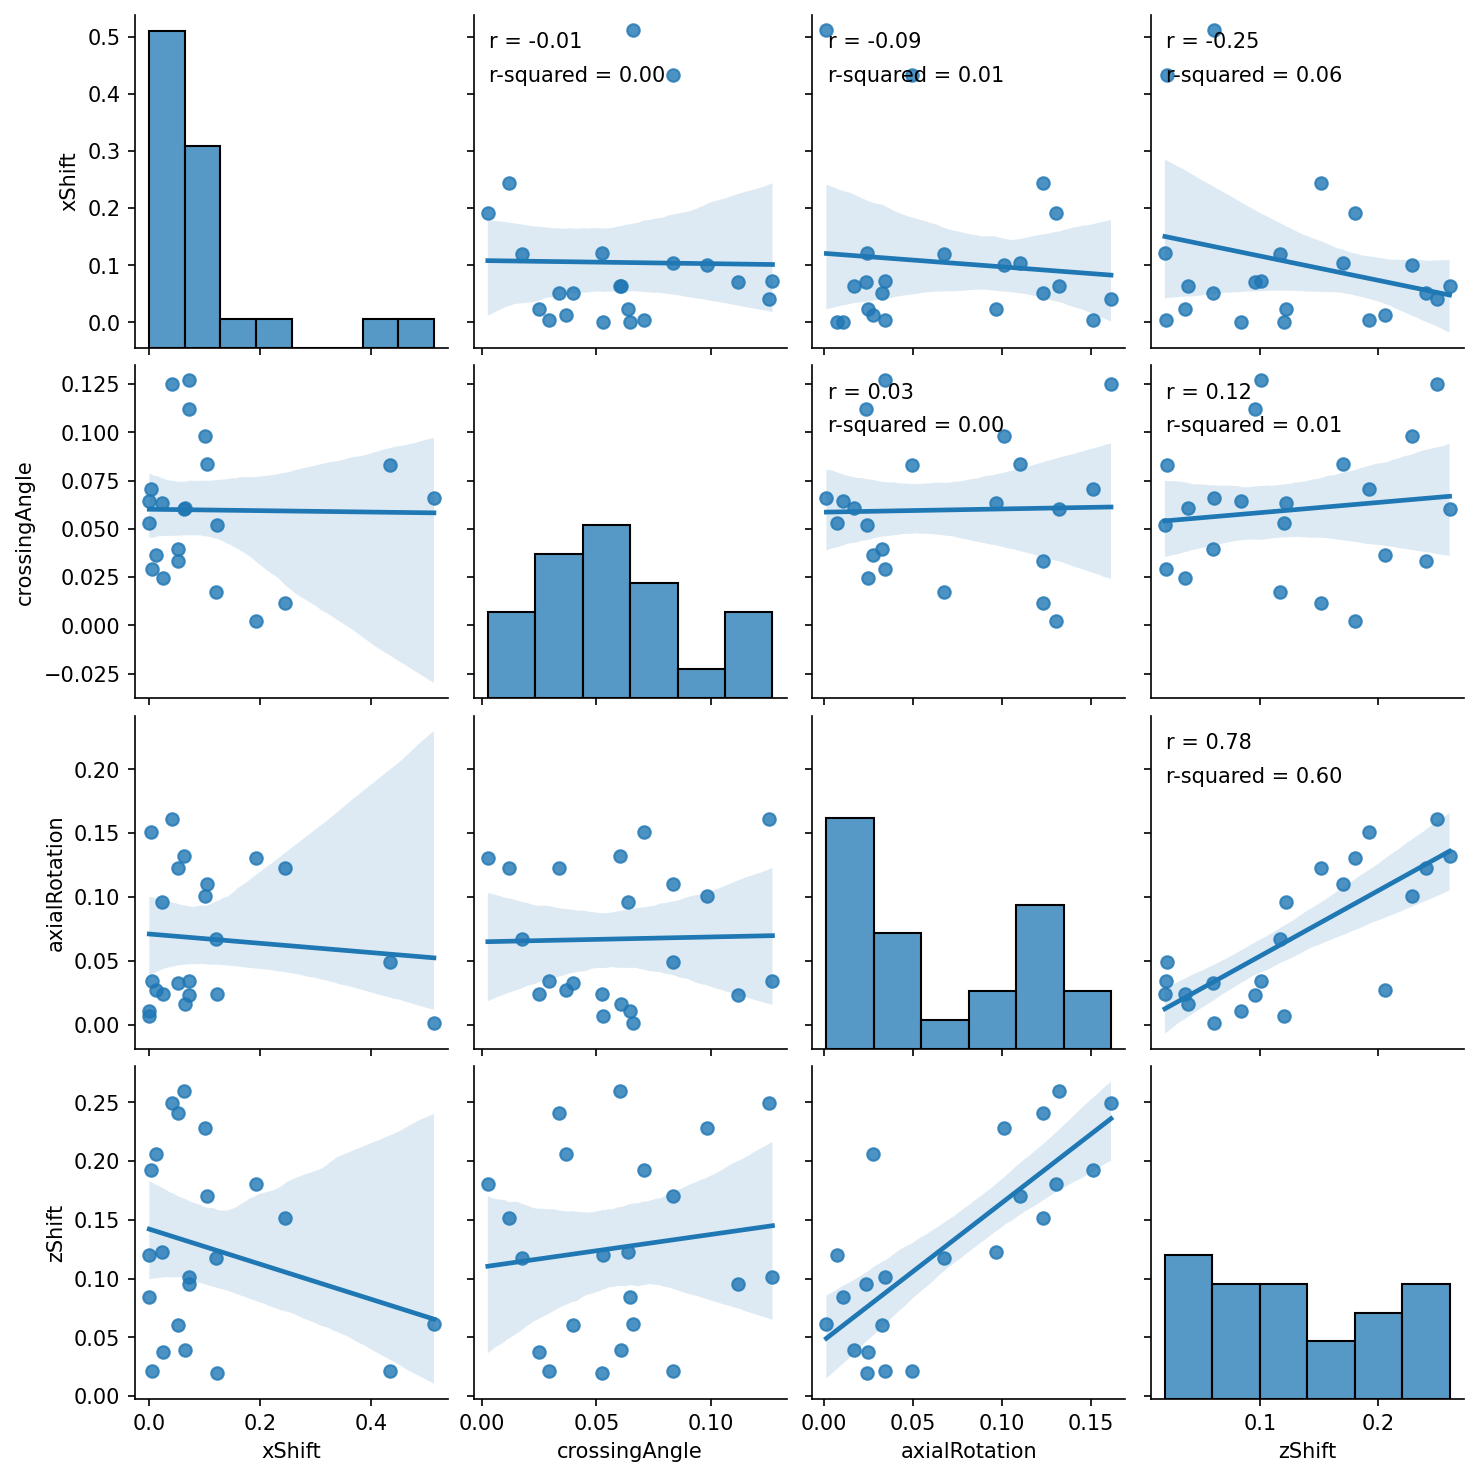 0.5
0.4
0.3
0.2
0.1
0.0
xShift
r = -0.01
r-squared = 0.00
r = -0.09
r-squared = 0.01
r = -0.25
r-squared = 0.06
0.125
0.100
0.075
0.050
0.025
0.000
−0.025
crossingAngle
r = 0.03
r-squared = 0.00
r = 0.12
r-squared = 0.01
0.20
0.15
0.10
0.05
0.00
axialRotation
r = 0.78
r-squared = 0.60
0.25
0.20
0.15
0.10
0.05
0.00
zShift
0.0 0.2 0.4
xShift
0.00 0.05 0.10
crossingAngle
0.00 0.05 0.10 0.15
axialRotation
0.1 0.2
zShift